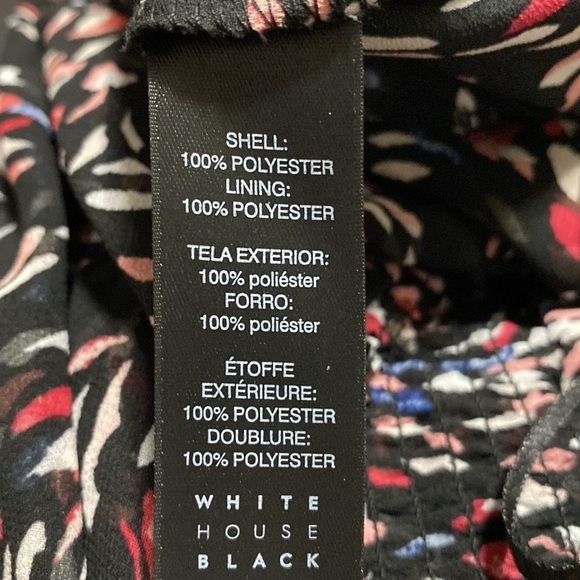 SHELL:
100% POLYESTER
LINING:
100% POLYESTER
TELA EXTERIOR:
100% poliéster
FORRO:
100% poliéster
ÉTOFFE
EXTÉRIEURE:
100% POLYESTER
DOUBLURE:
100% POLYESTER
WHITE
HOUSE
BLACK